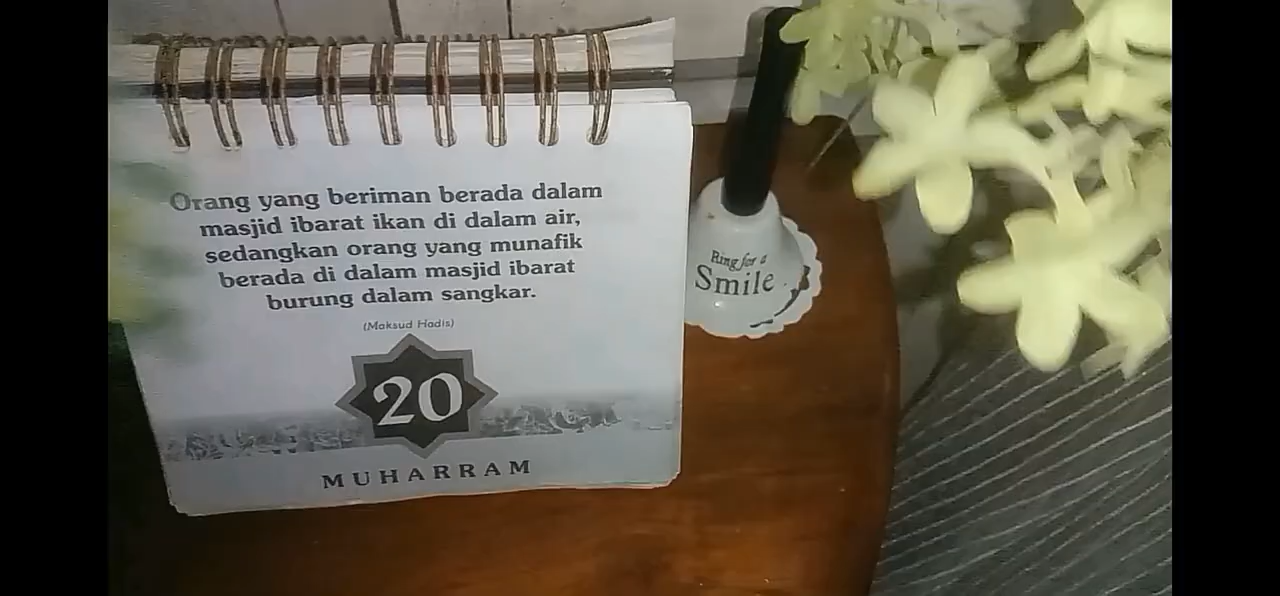 Orang yang beriman berada dalam
masjid ibarat ikan di dalam air,
sedangkan orang yang munafik
berada di dalam masjid ibarat
burung dalam sangkar.
(Maksud Hadis)
20
MUHARRAM
Ring for a
Smile